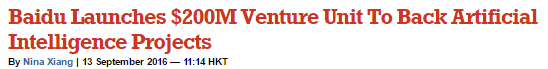 Baidu Launches $200M Venture Unit To Back Artificial
Intelligence Projects
By Nina Xiang | 13 September 2016 — 11:14 HKT